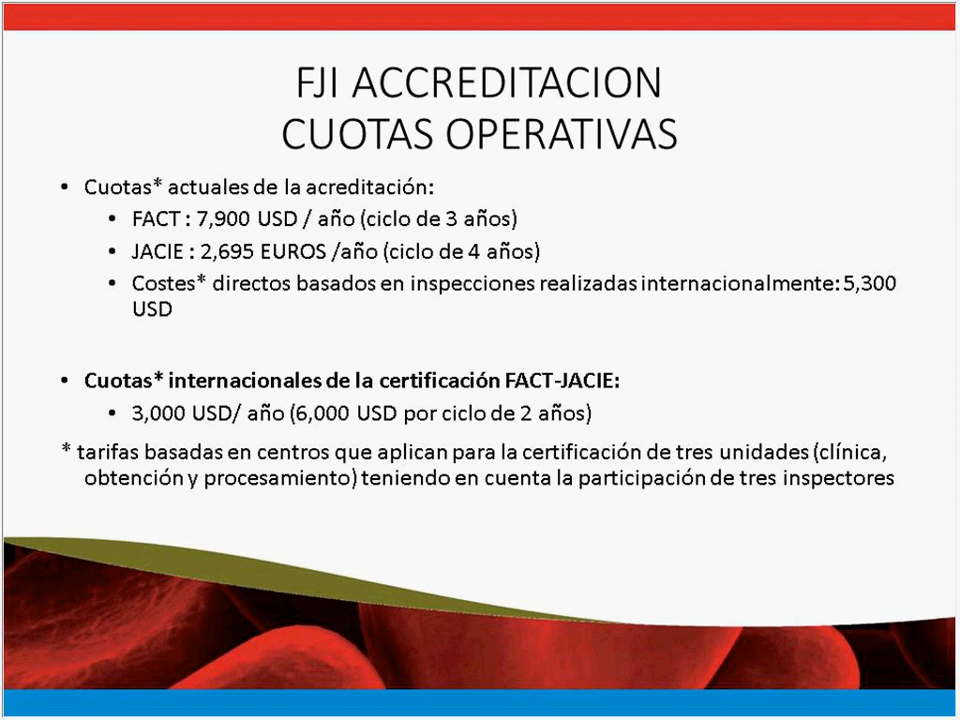 FJI ACCREDITACION
CUOTAS OPERATIVAS
• Cuotas* actuales de la acreditación:
• FACT : 7,900 USD / año (ciclo de 3 años)
• JACIE : 2,695 EUROS /año (ciclo de 4 años)
• Costes* directos basados en inspecciones realizadas internacionalmente: 5,300
USD
• Cuotas* internacionales de la certificación FACT-JACIE:
• 3,000 USD/ año (6,000 USD por ciclo de 2 años)
* tarifas basadas en centros que aplican para la certificación de tres unidades (clínica,
obtención y procesamiento) teniendo en cuenta la participación de tres inspectores